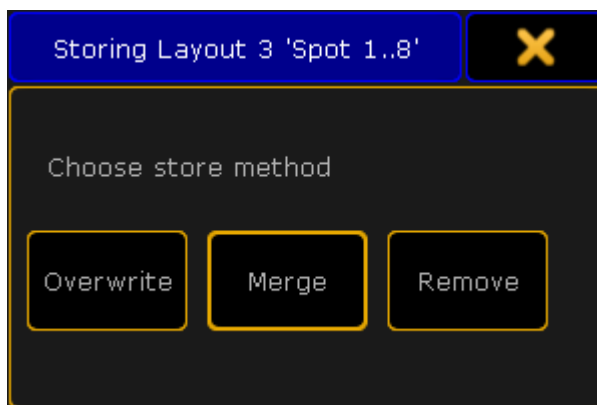 Storing Layout 3 'Spot 1..8'
Choose store method
Overwrite Merge Remove